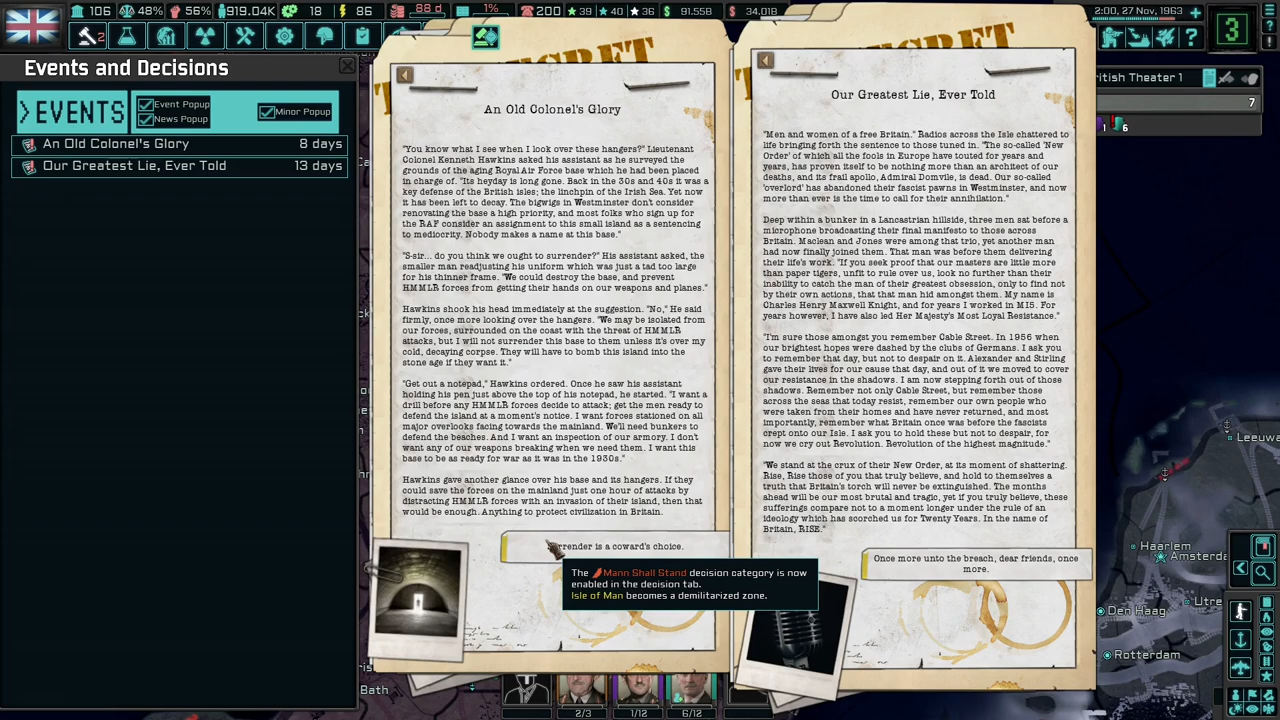 106 48% 56% 919.04K 18 86 88 d 1% 200 39 40 36 $ 91.55B $ 34.01B 2:00, 27 Nov, 1963
2
3
Events and Decisions
EVENTS
Event Popup
News Popup
Minor Popup
An Old Colonel's Glory 8 days
Our Greatest Lie, Ever Told 13 days
An Old Colonel's Glory
"You know what I see when I look over these hangers?" Lieutenant
Colonel Kenneth Hawkins asked his assistant as he surveyed the
grounds of the aging Royal Air Force base which he had been placed
in charge of. "Its heyday is long gone. Back in the 30s and 40s it was a
key defense of the British isles; the linchpin of the Irish Sea. Yet now
it has been left to decay. The bigwigs in Westminster don't consider
renovating the base a high priority, and most folks who sign up for
the RAF consider an assignment to this small island as a sentencing
to mediocrity. Nobody makes a name at this base."
"S-sir... do you think we ought to surrender?" His assistant asked, the
smaller man readjusting his uniform which was just a tad too large
for his thinner frame. "We could destroy the base, and prevent
HMMLR forces from getting their hands on our weapons and planes."
Hawkins shook his head immediately at the suggestion. "No," He said
firmly, once more looking over the hangers. "We may be isolated from
our forces, surrounded on the coast with the threat of HMMLR
attacks, but I will not surrender this base to them unless it's over my
cold, decaying corpse. They will have to bomb this island into the
stone age if they want it."
"Get out a notepad," Hawkins ordered. Once he saw his assistant
holding his pen just above the top of his notepad, he started. "I want a
drill before any HMMLR forces decide to attack; get the men ready to
defend the island at a moment's notice. I want forces stationed on all
major overlooks facing towards the mainland. We'll need bunkers to
defend the beaches. And I want an inspection of our armory. I don't
want any of our weapons breaking when we need them. I want this
base to be as ready for war as it was in the 1930s."
Hawkins gave another glance over his base and its hangers. If they
could save the forces on the mainland just one hour of attacks by
distracting HMMLR forces with an invasion of their island, then that
would be enough. Anything to protect civilization in Britain.
rrender is a coward's choice.
The Mann Shall Stand decision category is now
enabled in the decision tab.
Isle of Man becomes a demilitarized zone.
Our Greatest Lie, Ever Told
"Men and women of a free Britain." Radios across the Isle chattered to
life bringing forth the sentence to those tuned in. "The so-called 'New
Order' of which all the fools in Europe have touted for years and
years, has proven itself to be nothing more than an architect of our
deaths, and its frail apollo, Admiral Domvile, is dead. Our so-called
'overlord' has abandoned their fascist pawns in Westminster, and now
more than ever is the time to call for their annihilation."
Deep within a bunker in a Lancastrian hillside, three men sat before a
microphone broadcasting their final manifesto to those across
Britain. Maclean and Jones were among that trio, yet another man
had now finally joined them. That man was before them delivering
their life's work. "If you seek proof that our masters are little more
than paper tigers, unfit to rule over us, look no further than their
inability to catch the man of their greatest obsession, only to find not
by their own actions, that that man hid amongst them. My name is
Charles Henry Maxwell Knight, and for years I worked in MI5. For
years however, I have also led Her Majesty's Most Loyal Resistance."
"I'm sure those amongst you remember Cable Street. In 1956 when
our brightest hopes were dashed by the clubs of Germans. I ask you
to remember that day, but not to despair on it. Alexander and Stirling
gave their lives for our cause that day, and out of it we moved to cover
our resistance in the shadows. I am now stepping forth out of those
shadows. Remember not only Cable Street, but remember those
across the seas that today resist, remember our own people who
were taken from their homes and have never returned, and most
importantly, remember what Britain once was before the fascists
crept onto our Isle. I ask you to hold these but not to despair, for
now we cry out Revolution. Revolution of the highest magnitude."
"We stand at the crux of their New Order, at its moment of shattering.
Rise, Rise those of you that truly believe, and hold to themselves a
truth that Britain's torch will never be extinguished. The months
ahead will be our most brutal and tragic, yet if you truly believe, these
sufferings compare not to a moment longer under the rule of an
ideology which has scorched us for Twenty Years. In the name of
Britain, RISE."
Once more unto the breach, dear friends, once
more.
ritish Theater 1
7
1 6
Leeuwa
Haarlem
Amsterda
Utre
Den Haag
Rotterdam
Bath
2/3 1/12 6/12